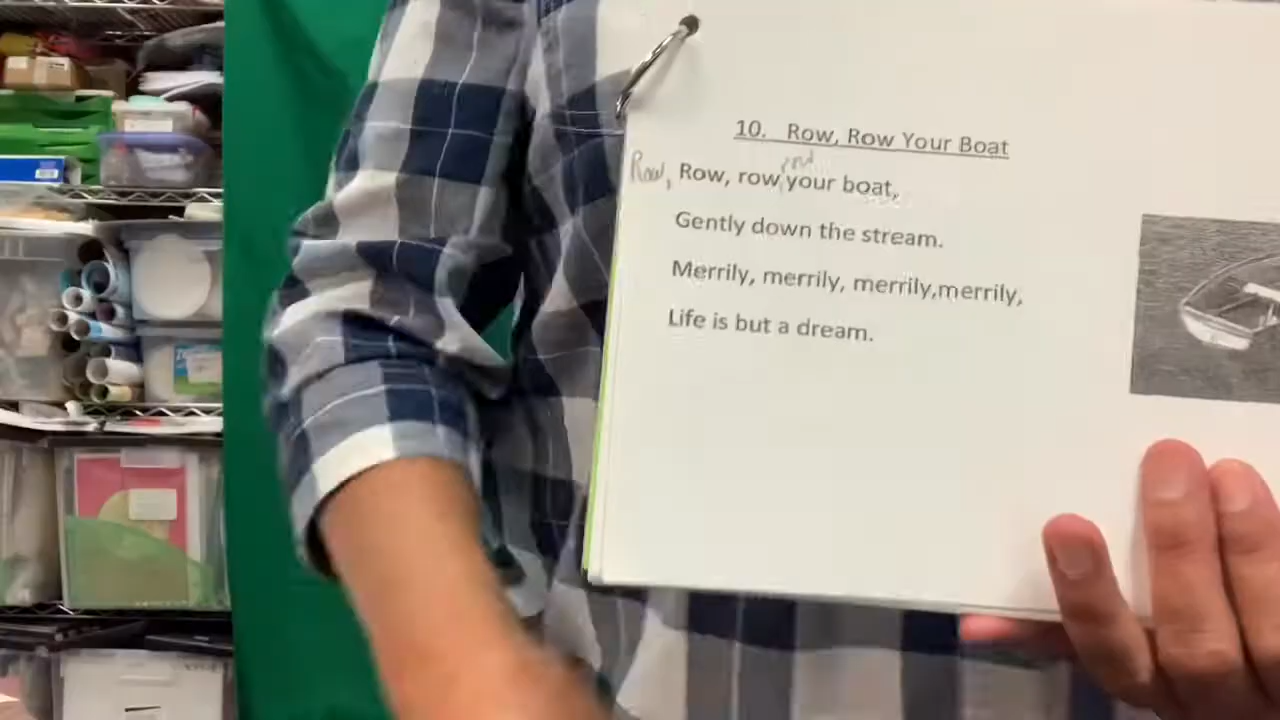 10. Row, Row Your Boat
Row, Row, row, your boat,
Gently down the stream.
Merrily, merrily, merrily,merrily,
Life is but a dream.